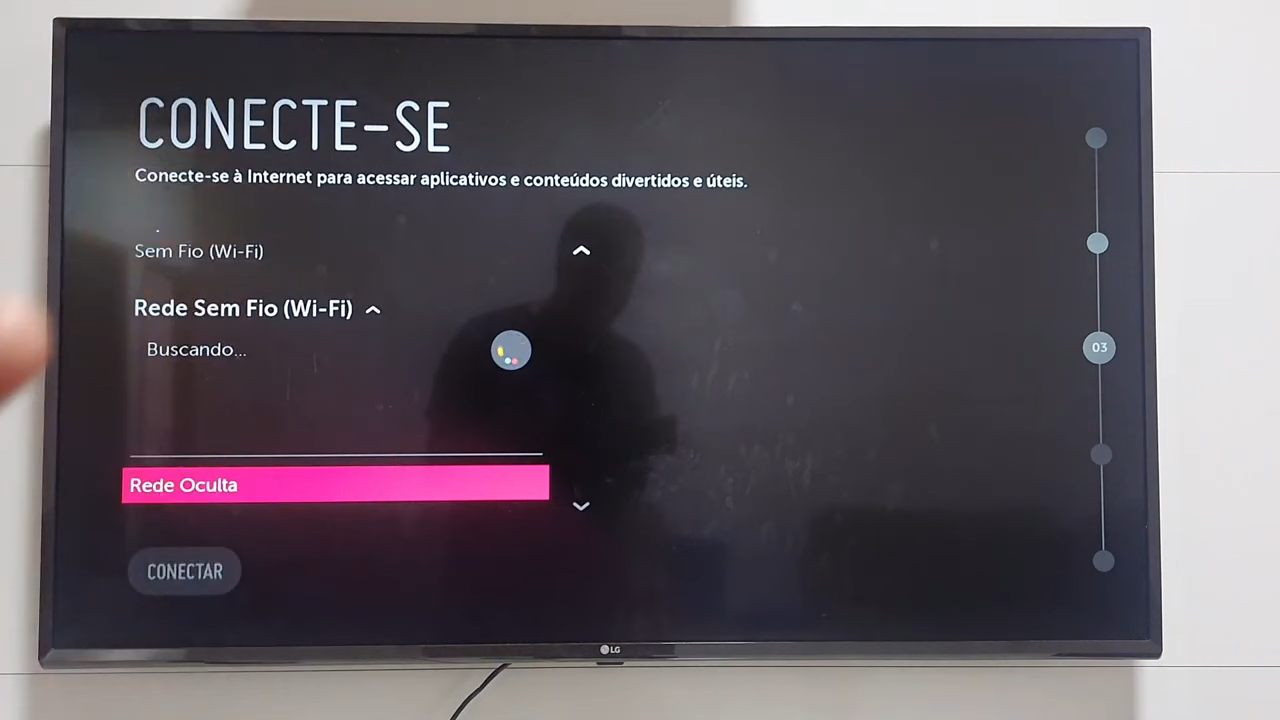 CONECTE-SE
Conecte-se à Internet para acessar aplicativos e conteúdos divertidos e úteis.
Sem Fio (Wi-Fi)
Rede Sem Fio (Wi-Fi)
Buscando...
03
Rede Oculta
CONECTAR
LG